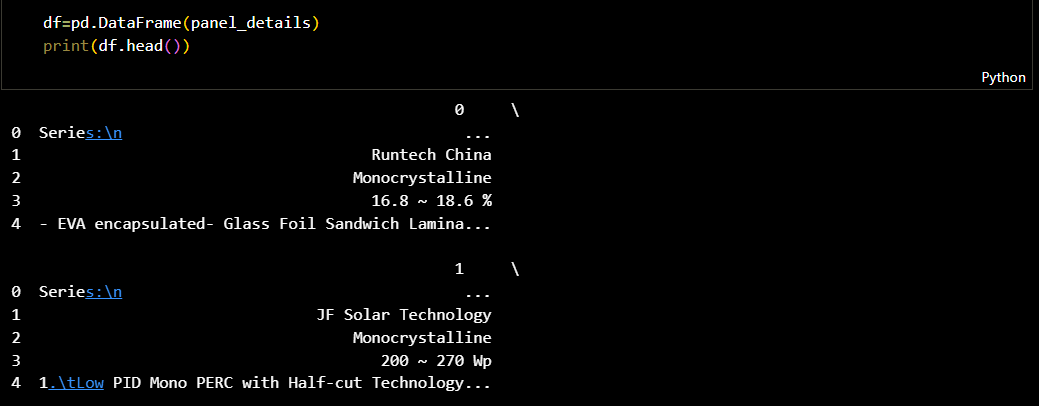 df=pd.DataFrame(panel_details)
print(df.head())
Python
0 \
0 Series:\n ...
1 Runtech China
2 Monocrystalline
3 16.8 ~ 18.6 %
4 - EVA encapsulated- Glass Foil Sandwich Lamina...
1 \
0 Series:\n ...
1 JF Solar Technology
2 Monocrystalline
3 200 ~ 270 Wp
4 1.\tLow PID Mono PERC with Half-cut Technology...